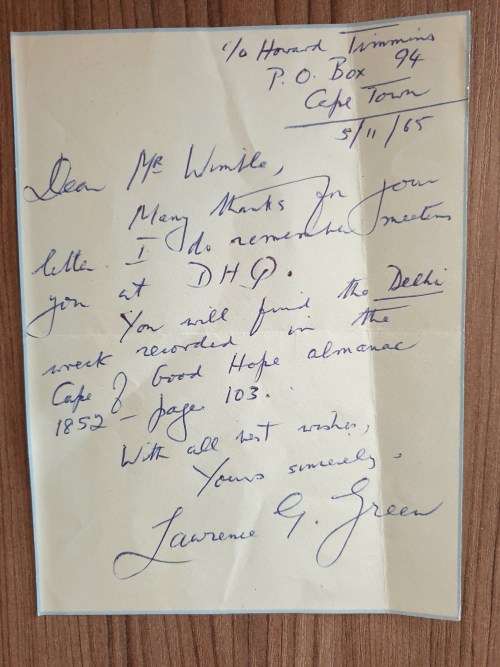 c/o Howard Timmins
P.O. Box 94
Cape Town
5/11/65
Dear Mr Wimble,
Many thanks for your
letter. I do remember meeting
you at DHQ.
You will find the Delhi
wreck recorded in the
Cape of Good Hope almanac
1852 – page 103.
With all best wishes,
Yours sincerely.
Lawrence G. Green